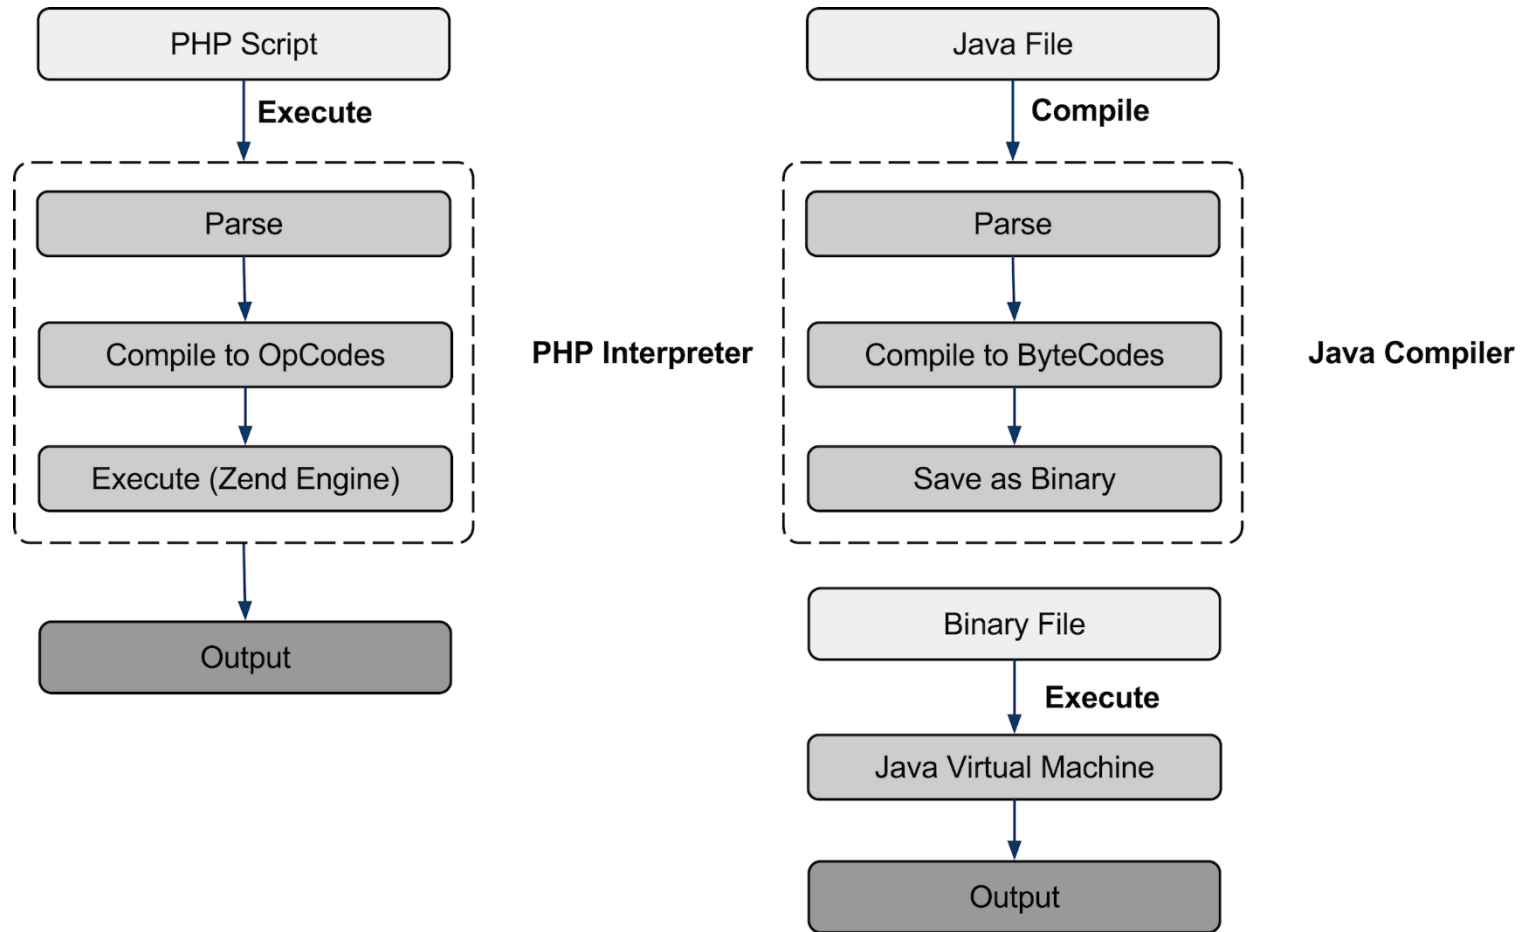 PHP Script
Execute
Parse
Compile to OpCodes
Execute (Zend Engine)
Output
PHP Interpreter
Java File
Compile
Parse
Compile to ByteCodes
Save as Binary
Java Compiler
Binary File
Execute
Java Virtual Machine
Output